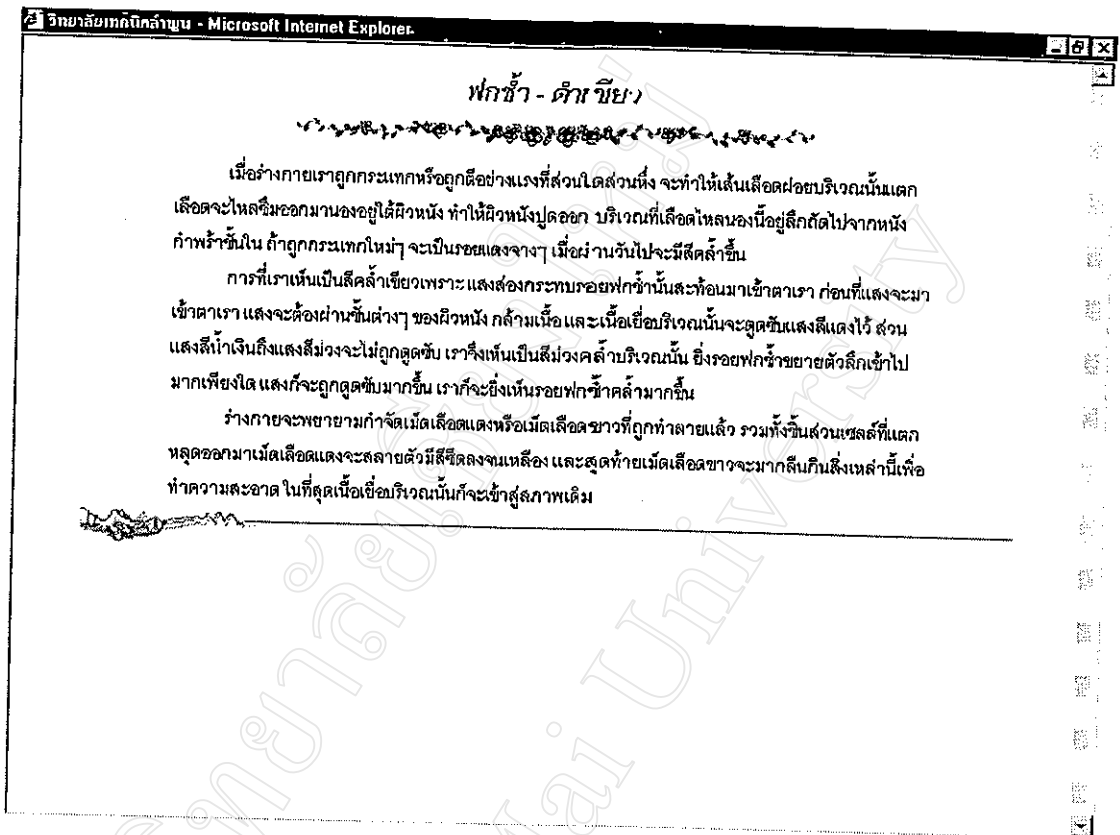 วิทยาลัยเทคนิคลำพูน - Microsoft Internet Explorer
ฟกช้ำ - ดำเขียว
เมื่อร่างกายเราถูกกระแทกหรือถูกตีอย่างแรงที่ส่วนใดส่วนหึ่ง จะทำให้เส้นเลือดฝอยบริเวณนั้นแตก
เลือดจะไหลซึมออกมานองอยู่ใต้ผิวหนัง ทำให้ผิวหนังปูดออก บริเวณที่เลือดไหลนองนี้อยู่ลึกถัดไปจากหนัง
กำพร้าชั้นใน ถ้าถูกกระแทกใหม่ๆ จะเป็นรอยแดงจางๆ เมื่อผ่านวันไปจะมีสีคล้ำขึ้น
การที่เราเห็นเป็นสีคล้ำเขียวเพราะ แสงส่องกระทบรอยฟกช้ำนั้นสะท้อนมาเข้าตาเรา ก่อนที่แสงจะมา
เข้าตาเรา แสงจะต้องผ่านชั้นต่างๆ ของผิวหนัง กล้ามเนื้อ และเนื้อเยื่อบริเวณนั้นจะดูดซับแสงสีแดงไว้ ส่วน
แสงสีน้ำเงินถึงแสงสีม่วงจะไม่ถูกดูดซับ เราจึงเห็นเป็นสีม่วงคล้ำบริเวณนั้น ยิ่งรอยฟกช้ำขยายตัวลึกเข้าไป
มากเพียงใด แสงก็จะถูกดูดซับมากขึ้น เราก็จะยิ่งเห็นรอยฟกช้ำคล้ำมากขึ้น
ร่างกายจะพยายามกำจัดเม็ดเลือดแดงหรือเม็ดเลือดขาวที่ถูกทำลายแล้ว รวมทั้งชิ้นส่วนเซลล์ที่แตก
หลุดออกมาเม็ดเลือดแดงจะสลายตัวมีสีซีดลงจนเหลือง และสุดท้ายเม็ดเลือดขาวจะมากลืนกินสิ่งเหล่านี้เพื่อ
ทำความสะอาด ในที่สุดเนื้อเยื่อบริเวณนั้นก็จะเข้าสู่สภาพเดิม